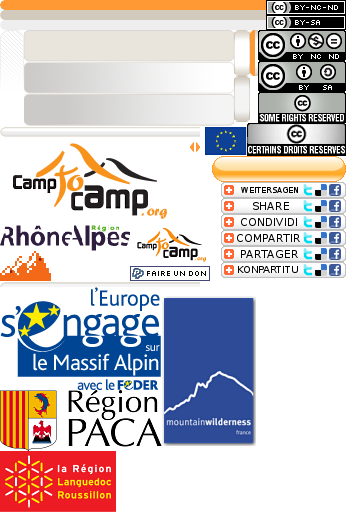 BY-NC-ND
BY-SA
BY NC ND
BY SA
SOME RIGHTS RESERVED
CERTAINS DROITS RESERVES
Camp to camp
.org
Région
RhôneAlpes
Camp to camp
.org
FAIRE UN DON
WEITERSAGEN
SHARE
CONDIVIDI
COMPARTIR
PARTAGER
KONPARTITU
l'Europe
s'engage
sur
le Massif Alpin
avec le FEDER
Région
PACA
mountainwilderness
france
la Région
Languedoc
Roussillon